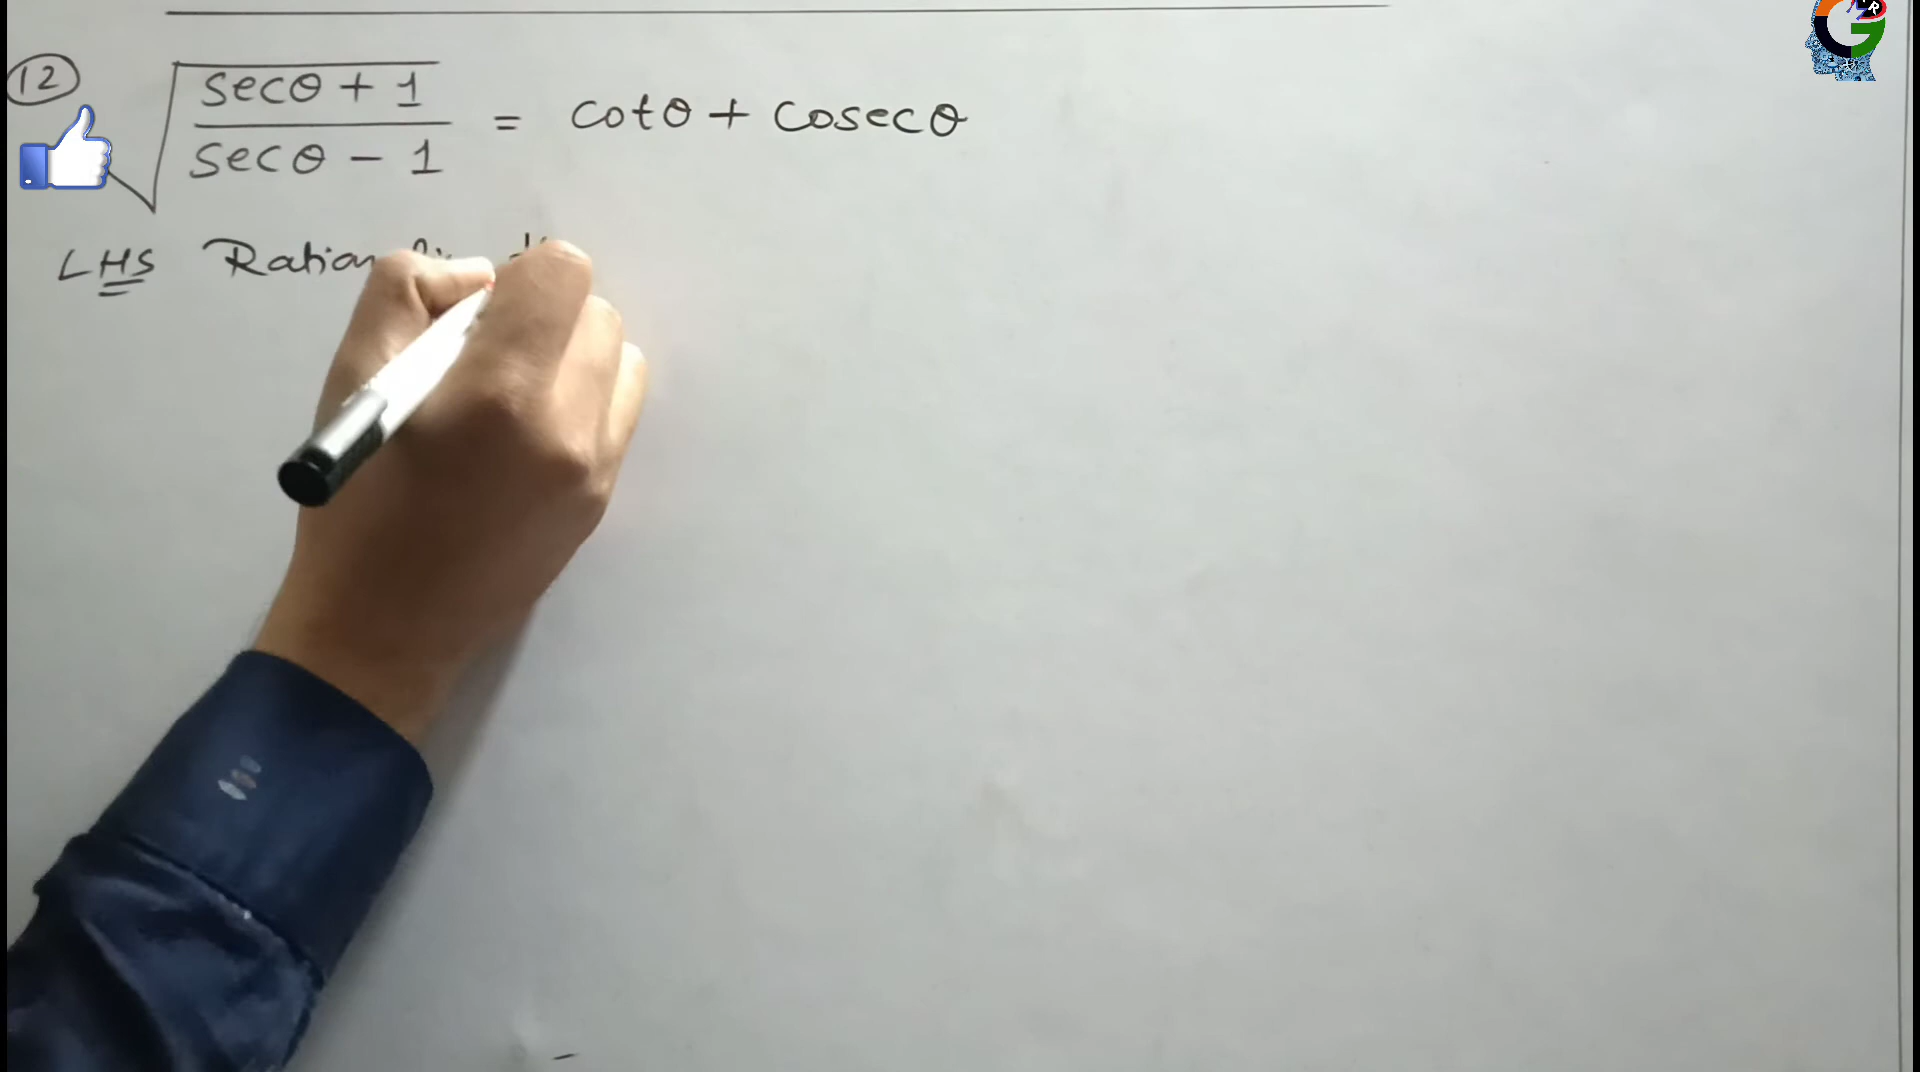 12 √((secθ + 1)/(secθ - 1)) = cotθ + cosecθ
LHS